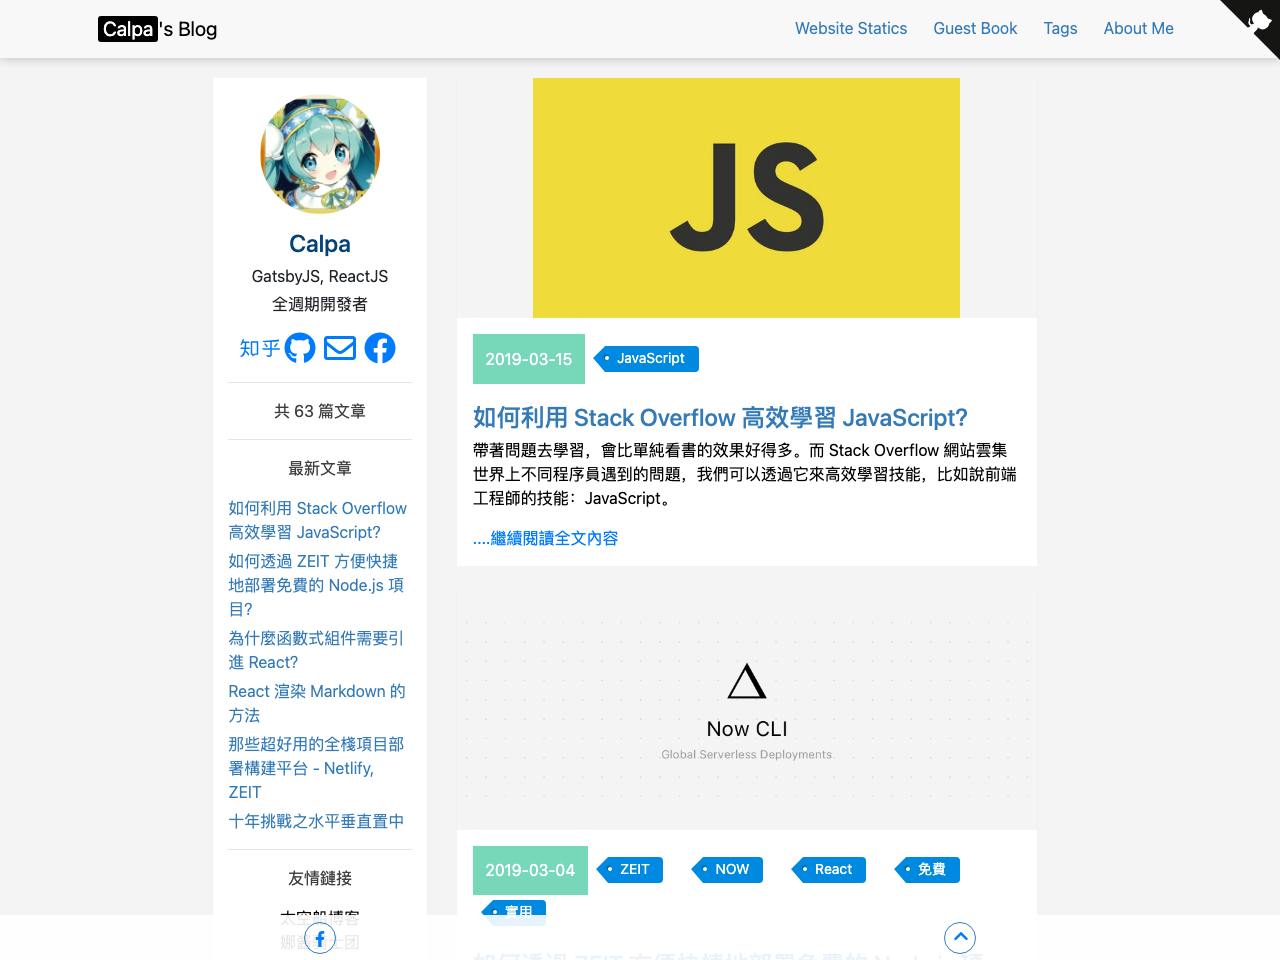 Calpa's Blog
Website Statics
Guest Book
Tags
About Me
Calpa
GatsbyJS, ReactJS
全週期開發者
知乎
共 63 篇文章
最新文章
如何利用 Stack Overflow
高效學習 JavaScript?
如何透過 ZEIT 方便快捷
地部署免費的 Node.js 項
目?
為什麼函數式組件需要引
進 React?
React 渲染 Markdown 的
方法
那些超好用的全棧項目部
署構建平台 - Netlify,
ZEIT
十年挑戰之水平垂直置中
友情鏈接
JS
2019-03-15
JavaScript
如何利用 Stack Overflow 高效學習 JavaScript?
帶著問題去學習，會比單純看書的效果好得多。而 Stack Overflow 網站雲集
世界上不同程序員遇到的問題，我們可以透過它來高效學習技能，比如說前端
工程師的技能：JavaScript。
....繼續閱讀全文內容
Now CLI
Global Serverless Deployments.
2019-03-04
ZEIT
NOW
React
免費
實用